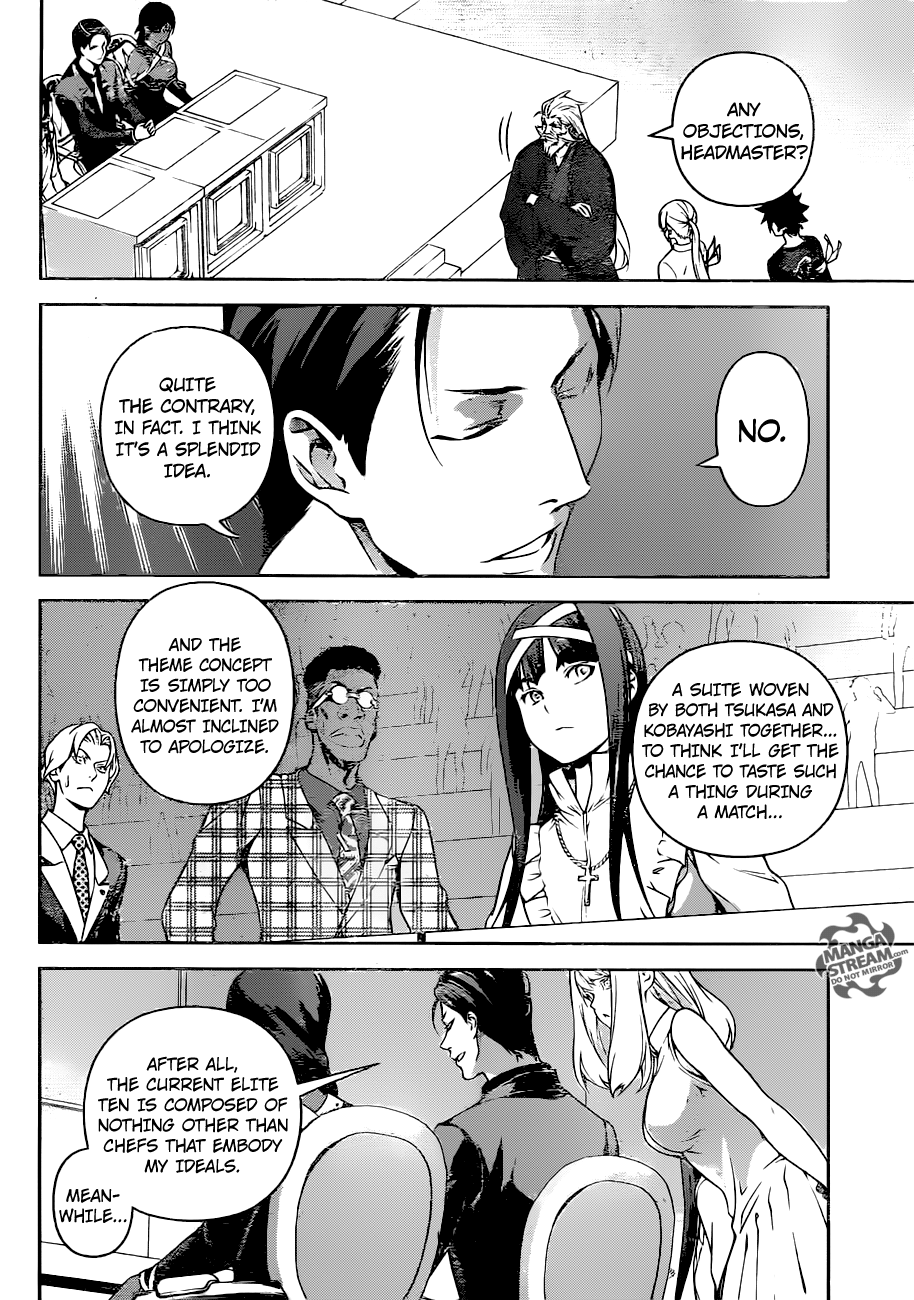 ANY
OBJECTIONS,
HEADMASTER?
NO.
QUITE
THE CONTRARY,
IN FACT. I THINK
IT'S A SPLENDID
IDEA.
A SUITE WOVEN
BY BOTH TSUKASA AND
KOBAYASHI TOGETHER...
TO THINK I'LL GET THE
CHANCE TO TASTE SUCH
A THING DURING
A MATCH...
AND THE
THEME CONCEPT
IS SIMPLY TOO
CONVENIENT. I'M
ALMOST INCLINED
TO APOLOGIZE.
MANGA
STREAM.com
DO NOT MIRROR
AFTER ALL,
THE CURRENT ELITE
TEN IS COMPOSED OF
NOTHING OTHER THAN
CHEFS THAT EMBODY
MY IDEALS.
MEAN-
WHILE...